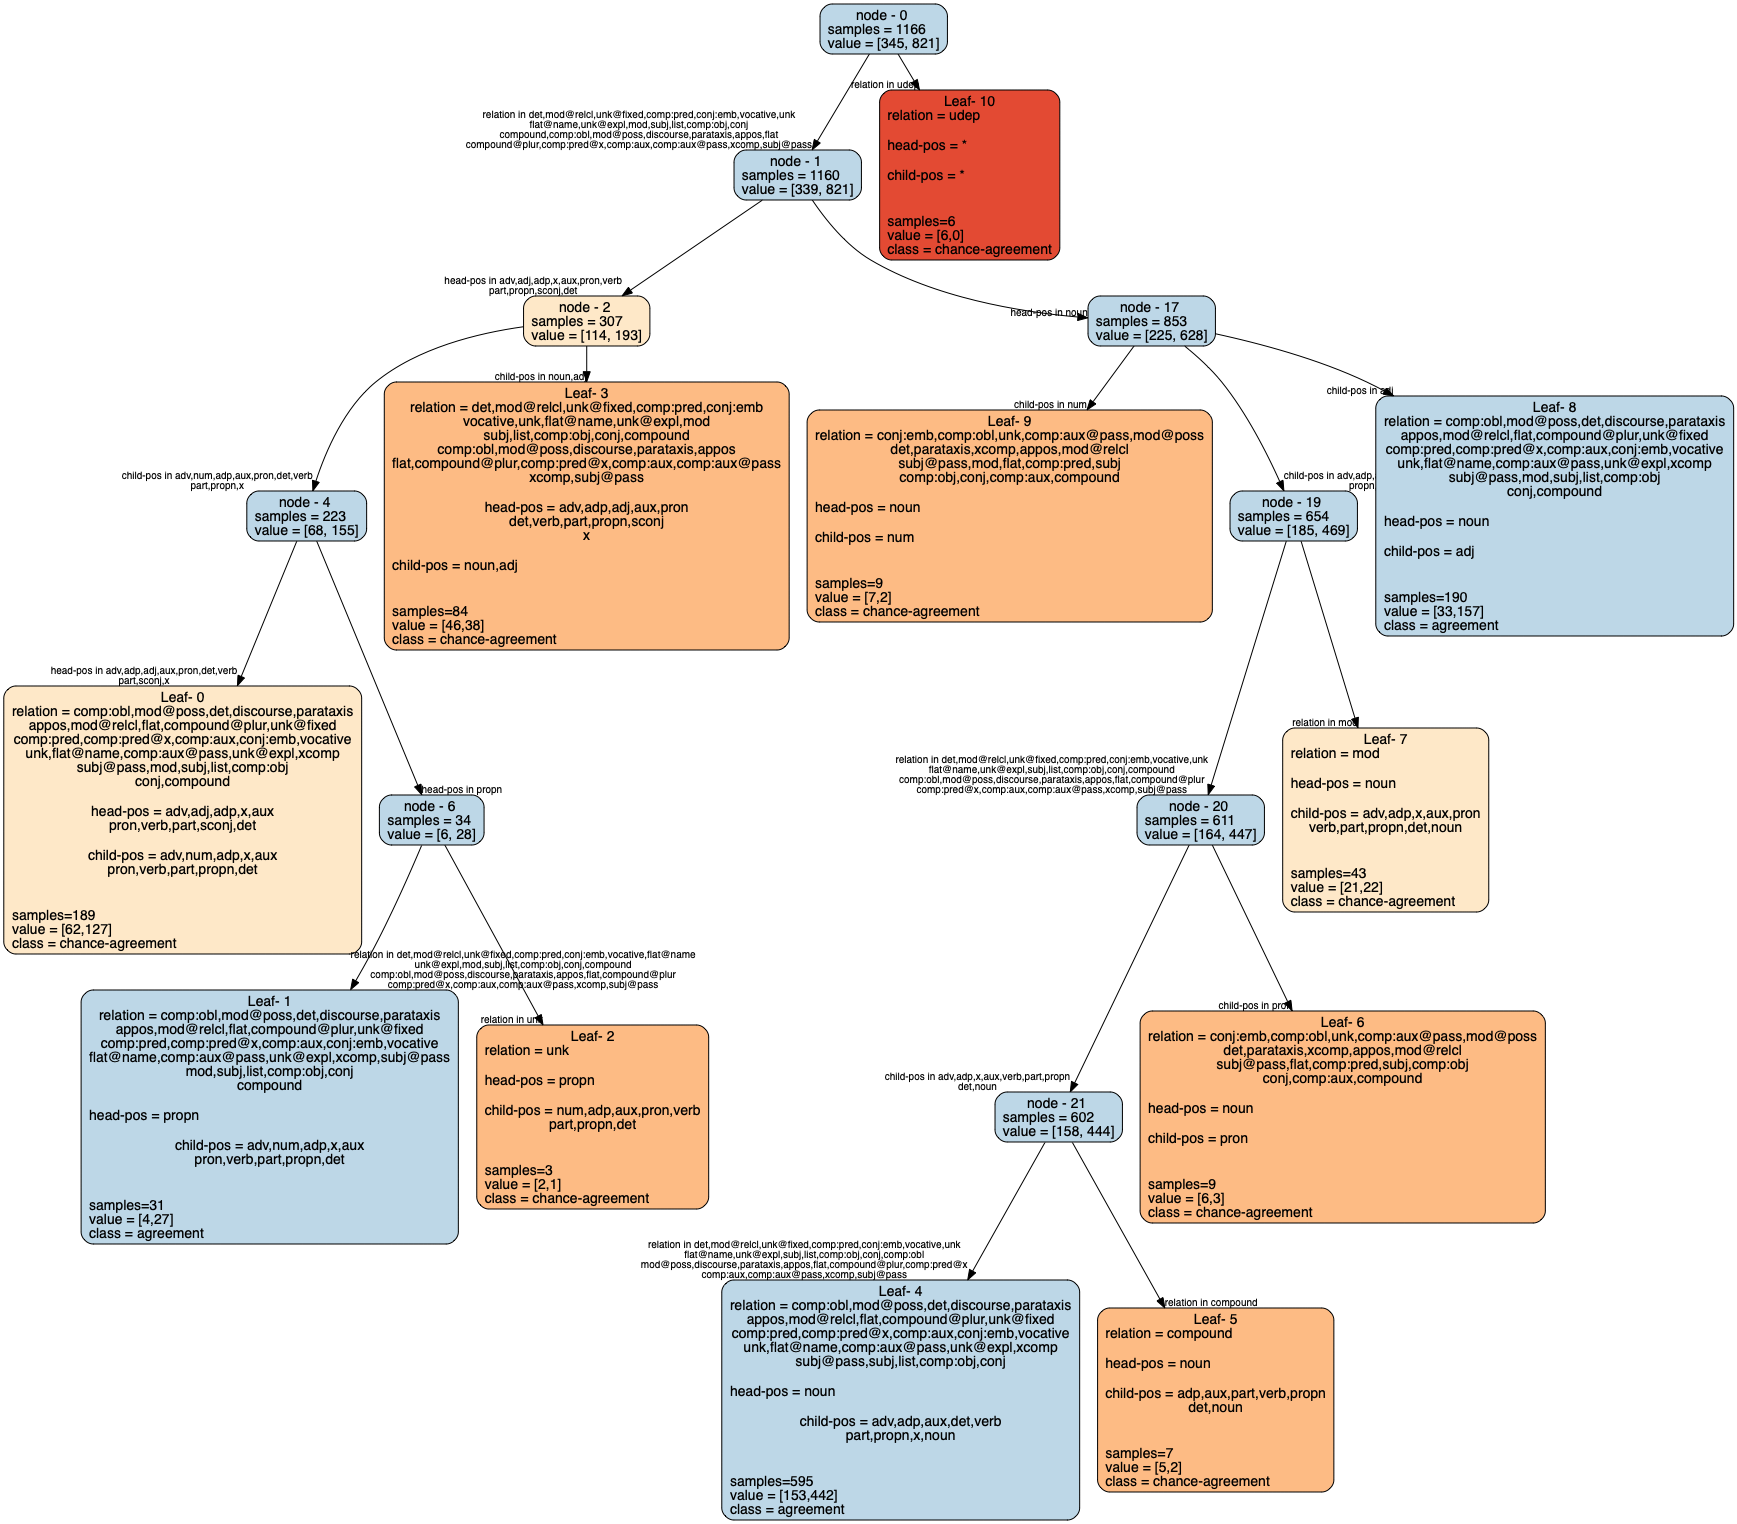 node - 0
samples = 1166
value = [345, 821]
relation in udep
relation in det,mod@relcl,unk@fixed,comp:pred,conj:emb,vocative,unk
flat@name,unk@expl,mod,subj,list,comp:obj,conj
compound,comp:obl,mod@poss,discourse,parataxis,appos,flat
compound@plur,comp:pred@x,comp:aux,comp:aux@pass,xcomp,subj@pass
Leaf- 10
relation = udep
head-pos = *
child-pos = *
samples=6
value = [6,0]
class = chance-agreement
node - 1
samples = 1160
value = [339, 821]
head-pos in adv,adj,adp,x,aux,pron,verb
part,propn,sconj,det
node - 2
samples = 307
value = [114, 193]
head-pos in noun
node - 17
samples = 853
value = [225, 628]
child-pos in noun,adj
Leaf- 3
relation = det,mod@relcl,unk@fixed,comp:pred,conj:emb
vocative,unk,flat@name,unk@expl,mod
subj,list,comp:obj,conj,compound
comp:obl,mod@poss,discourse,parataxis,appos
flat,compound@plur,comp:pred@x,comp:aux,comp:aux@pass
xcomp,subj@pass
head-pos = adv,adp,adj,aux,pron
det,verb,part,propn,sconj
x
child-pos = noun,adj
samples=84
value = [46,38]
class = chance-agreement
child-pos in num
Leaf- 9
relation = conj:emb,comp:obl,unk,comp:aux@pass,mod@poss
det,parataxis,xcomp,appos,mod@relcl
subj@pass,mod,flat,comp:pred,subj
comp:obj,conj,comp:aux,compound
head-pos = noun
child-pos = num
samples=9
value = [7,2]
class = chance-agreement
child-pos in adj
Leaf- 8
relation = comp:obl,mod@poss,det,discourse,parataxis
appos,mod@relcl,flat,compound@plur,unk@fixed
comp:pred,comp:pred@x,comp:aux,conj:emb,vocative
unk,flat@name,comp:aux@pass,unk@expl,xcomp
subj@pass,mod,subj,list,comp:obj
conj,compound
head-pos = noun
child-pos = adj
samples=190
value = [33,157]
class = agreement
child-pos in adv,num,adp,aux,pron,det,verb
part,propn,x
node - 4
samples = 223
value = [68, 155]
child-pos in adv,adp,
propn,
node - 19
samples = 654
value = [185, 469]
head-pos in adv,adp,adj,aux,pron,det,verb
part,sconj,x
Leaf- 0
relation = comp:obl,mod@poss,det,discourse,parataxis
appos,mod@relcl,flat,compound@plur,unk@fixed
comp:pred,comp:pred@x,comp:aux,conj:emb,vocative
unk,flat@name,comp:aux@pass,unk@expl,xcomp
subj@pass,mod,subj,list,comp:obj
conj,compound
head-pos = adv,adj,adp,x,aux
pron,verb,part,sconj,det
child-pos = adv,num,adp,x,aux
pron,verb,part,propn,det
samples=189
value = [62,127]
class = chance-agreement
head-pos in propn
node - 6
samples = 34
value = [6, 28]
relation in det,mod@relcl,unk@fixed,comp:pred,conj:emb,vocative,unk
flat@name,unk@expl,subj,list,comp:obj,conj,compound
comp:obl,mod@poss,discourse,parataxis,appos,flat,compound@plur
comp:pred@x,comp:aux,comp:aux@pass,xcomp,subj@pass
node - 20
samples = 611
value = [164, 447]
relation in mod
Leaf- 7
relation = mod
head-pos = noun
child-pos = adv,adp,x,aux,pron
verb,part,propn,det,noun
samples=43
value = [21,22]
class = chance-agreement
relation in det,mod@relcl,unk@fixed,comp:pred,conj:emb,vocative,flat@name
unk@expl,mod,subj,list,comp:obj,conj,compound
comp:obl,mod@poss,discourse,parataxis,appos,flat,compound@plur
comp:pred@x,comp:aux,comp:aux@pass,xcomp,subj@pass
Leaf- 1
relation = comp:obl,mod@poss,det,discourse,parataxis
appos,mod@relcl,flat,compound@plur,unk@fixed
comp:pred,comp:pred@x,comp:aux,conj:emb,vocative
flat@name,comp:aux@pass,unk@expl,xcomp,subj@pass
mod,subj,list,comp:obj,conj
compound
head-pos = propn
child-pos = adv,num,adp,x,aux
pron,verb,part,propn,det
samples=31
value = [4,27]
class = agreement
relation in unk
Leaf- 2
relation = unk
head-pos = propn
child-pos = num,adp,aux,pron,verb
part,propn,det
samples=3
value = [2,1]
class = chance-agreement
child-pos in adv,adp,x,aux,verb,part,propn
det,noun
node - 21
samples = 602
value = [158, 444]
child-pos in pron
Leaf- 6
relation = conj:emb,comp:obl,unk,comp:aux@pass,mod@poss
det,parataxis,xcomp,appos,mod@relcl
subj@pass,flat,comp:pred,subj,comp:obj
conj,comp:aux,compound
head-pos = noun
child-pos = pron
samples=9
value = [6,3]
class = chance-agreement
relation in det,mod@relcl,unk@fixed,comp:pred,conj:emb,vocative,unk
flat@name,unk@expl,subj,list,comp:obj,conj,comp:obl
mod@poss,discourse,parataxis,appos,flat,compound@plur,comp:pred@x
comp:aux,comp:aux@pass,xcomp,subj@pass
Leaf- 4
relation = comp:obl,mod@poss,det,discourse,parataxis
appos,mod@relcl,flat,compound@plur,unk@fixed
comp:pred,comp:pred@x,comp:aux,conj:emb,vocative
unk,flat@name,comp:aux@pass,unk@expl,xcomp
subj@pass,subj,list,comp:obj,conj
head-pos = noun
child-pos = adv,adp,aux,det,verb
part,propn,x,noun
samples=595
value = [153,442]
class = agreement
relation in compound
Leaf- 5
relation = compound
head-pos = noun
child-pos = adp,aux,part,verb,propn
det,noun
samples=7
value = [5,2]
class = chance-agreement